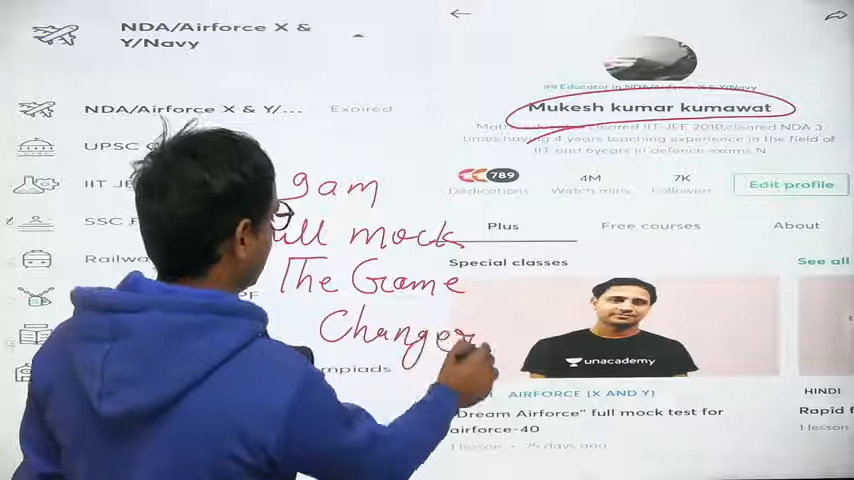 NDA/Airforce X &
Y/Navy
NDA/Airforce X & Y/... Expired
UPSC
IIT JE
SSC
Railwa
mpiads
9am
ull mock
The Game
Changer
99 Educator in NDA/Airforce X & Y/Navy
Mukesh kumar kumawat
cleared IIT-JEE 2010,cleared NDA 3
times having 4 years teaching experience in the field of
IIT and 6years in defence exams N
789
4M
7K
Dedications
Watch mins
Followers
Edit profile
Plus
Free courses
About
Special classes
See all
unacademy
AIRFORCE (X AND Y)
"Dream Airforce" full mock test for
airforce-40
1 lesson • 25 days ago
HINDI
Rapid f
1 lesson